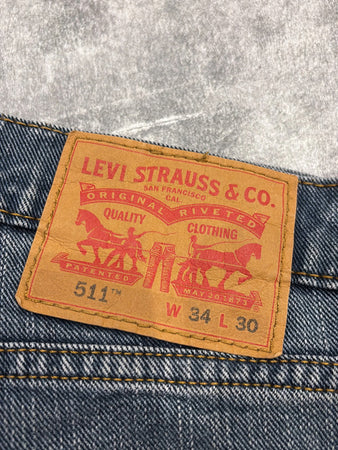 LEVI STRAUSS & CO.
SAN FRANCISCO
CAL
ORIGINAL RIVETED
QUALITY CLOTHING
PATENTED MAY 20 1873
511™ W 34 L 30